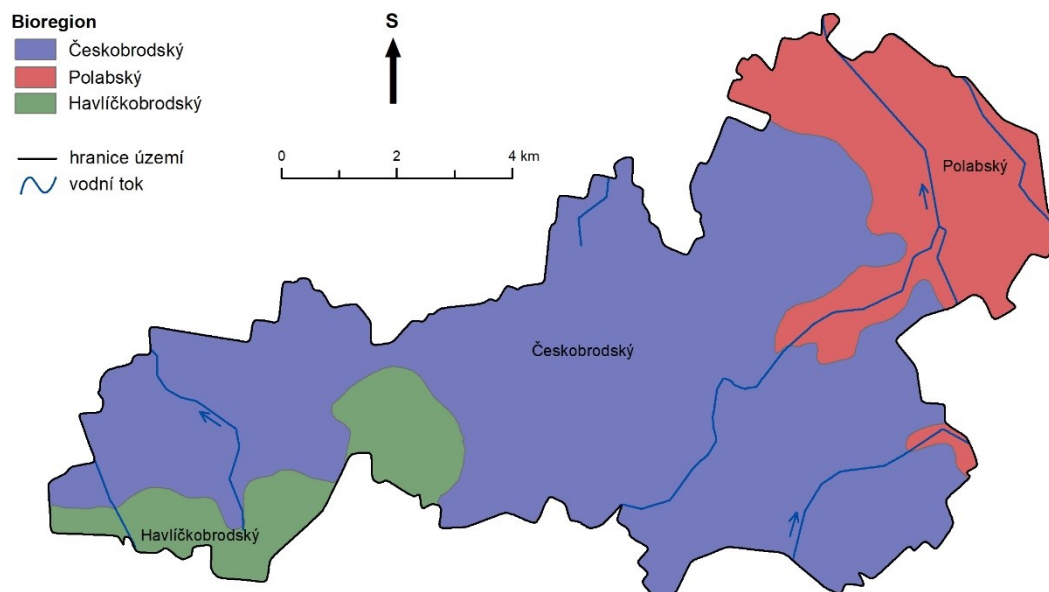 Bioregion
Českobrodský
Polabský
Havlíčkobrodský
hranice území
vodní tok
S
0 2 4 km
Polabský
Českobrodský
Havlíčkobrodský